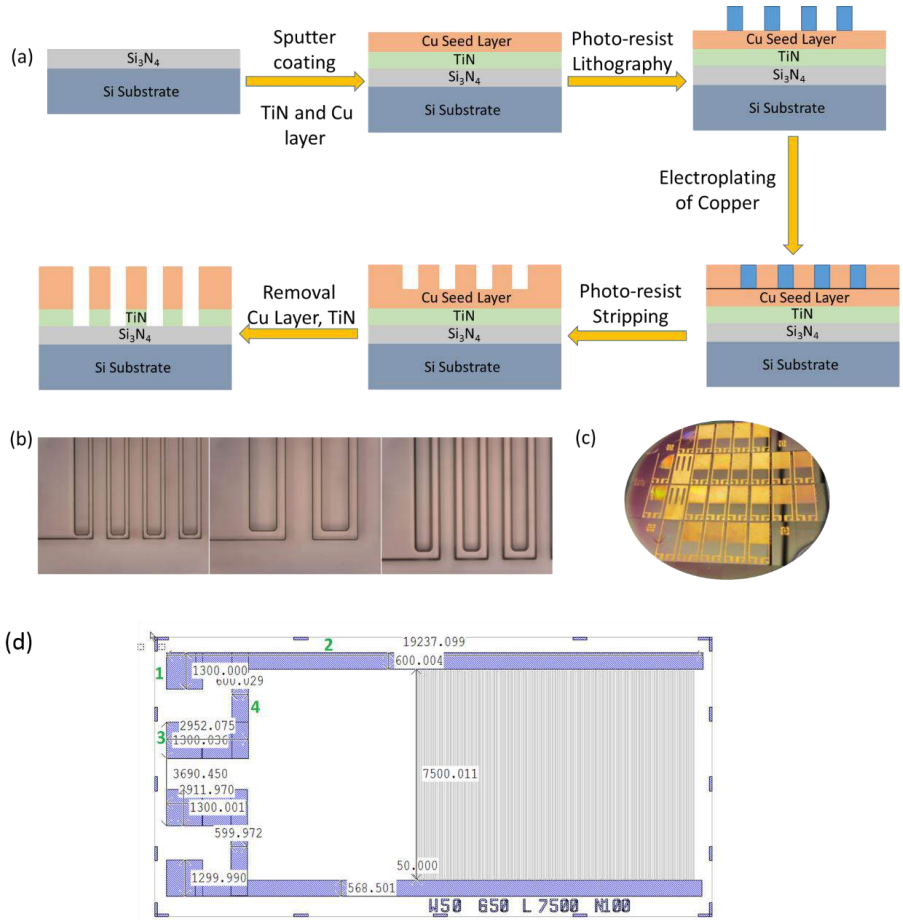 (a)
Si₃N₄
Si Substrate
Sputter
coating
TiN and Cu
layer
Cu Seed Layer
TiN
Si₃N₄
Si Substrate
Photo-resist
Lithography
Cu Seed Layer
TiN
Si₃N₄
Si Substrate
Electroplating
of Copper
Cu Seed Layer
TiN
Si₃N₄
Si Substrate
Photo-resist
Stripping
Cu Seed Layer
TiN
Si₃N₄
Si Substrate
Removal
Cu Layer, TiN
TiN
Si₃N₄
Si Substrate
(b)
(c)
(d)
2
19237.099
600.004
1
1300.000
600.029
4
2952.075
3
1300.036
3690.450
7500.011
2911.970
1300.001
599.972
50.000
1299.990
568.501
W50 G50 L7500 N100